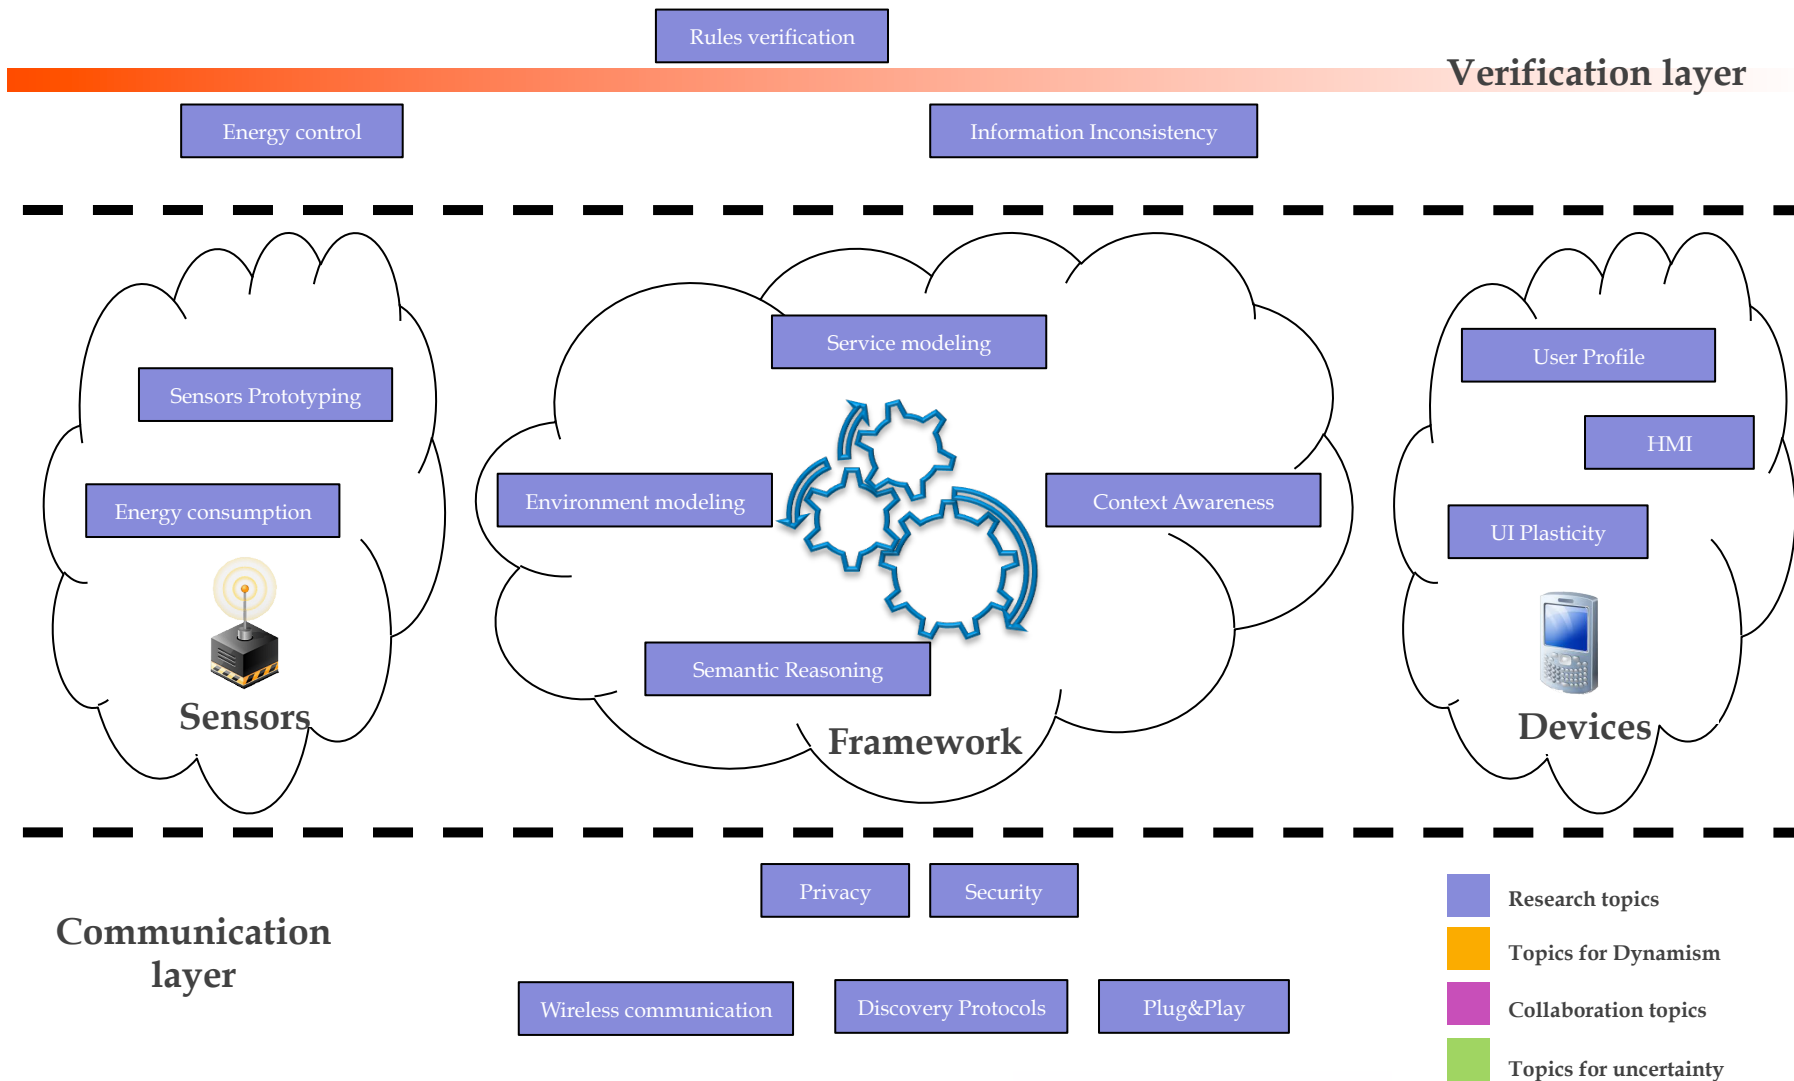 Rules verification
Verification layer
Energy control
Information Inconsistency
Service modeling
User Profile
Sensors Prototyping
HMI
Environment modeling
Context Awareness
Energy consumption
UI Plasticity
Semantic Reasoning
Sensors
Framework
Devices
Privacy
Security
Communication
layer
Wireless communication
Discovery Protocols
Plug&Play
Research topics
Topics for Dynamism
Collaboration topics
Topics for uncertainty